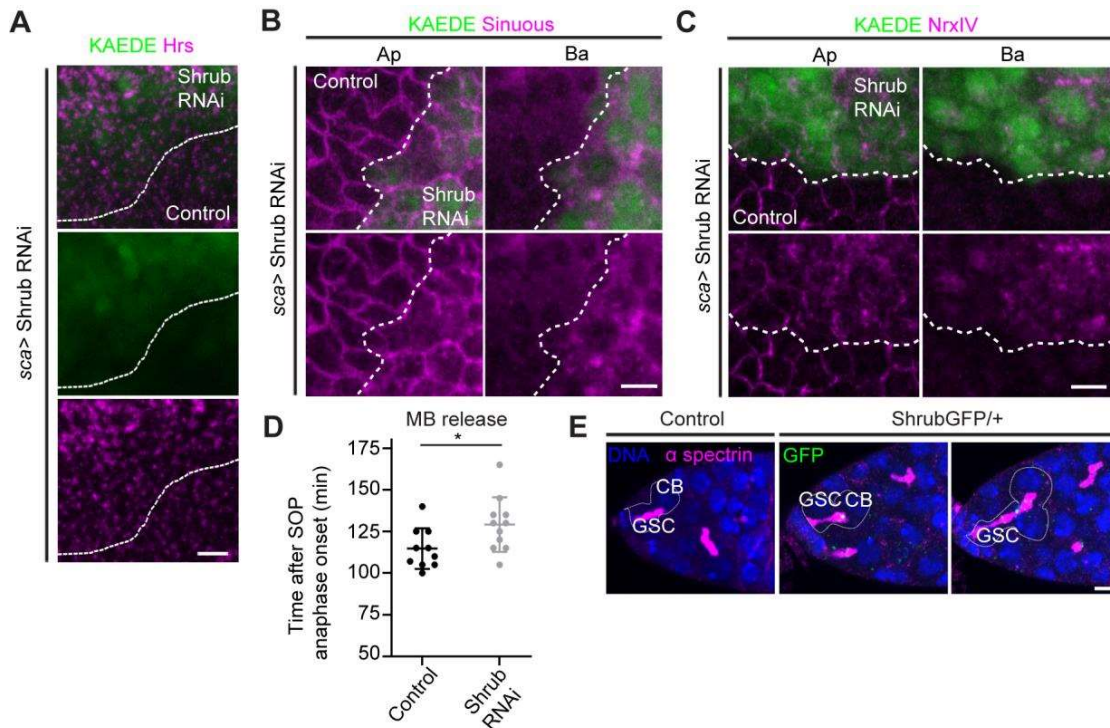 A
KAEDE Hrs
sca> Shrub RNAi
Shrub
RNAi
Control
B
KAEDE Sinuous
Ap
Ba
sca> Shrub RNAi
Control
Shrub
RNAi
C
KAEDE NrxIV
Ap
Ba
sca> Shrub RNAi
Shrub
RNAi
Control
D
MB release
*
Time after SOP
anaphase onset (min)
175
150
125
100
75
50
Control
Shrub
RNAi
E
Control
ShrubGFP/+
DNA α spectrin
GFP
CB
GSC
GSC CB
GSC